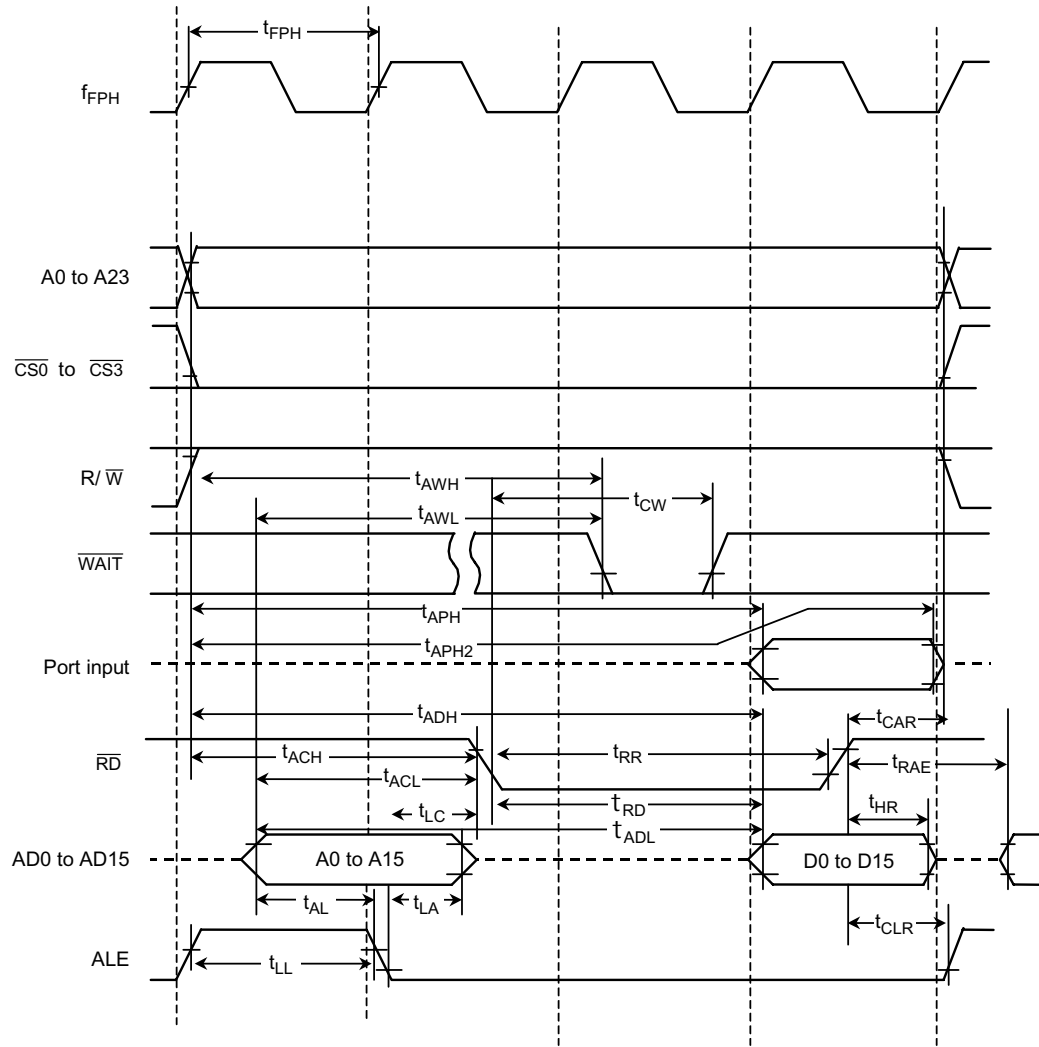 tFPH
fFPH
A0 to A23
CS0 to CS3
R/ W
tAWH
tCW
tAWL
WAIT
tAPH
tAPH2
Port input
tADH
tCAR
RD
tACH
tRR
tRAE
tACL
tLC
tRD
tHR
tADL
AD0 to AD15
A0 to A15
D0 to D15
tAL
tLA
tCLR
ALE
tLL